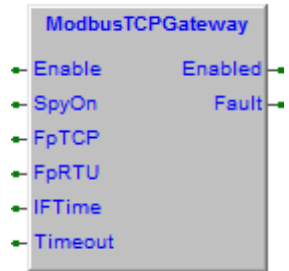 ModbusTCPGateway
Enable Enabled
SpyOn Fault
FpTCP
FpRTU
IFTime
Timeout